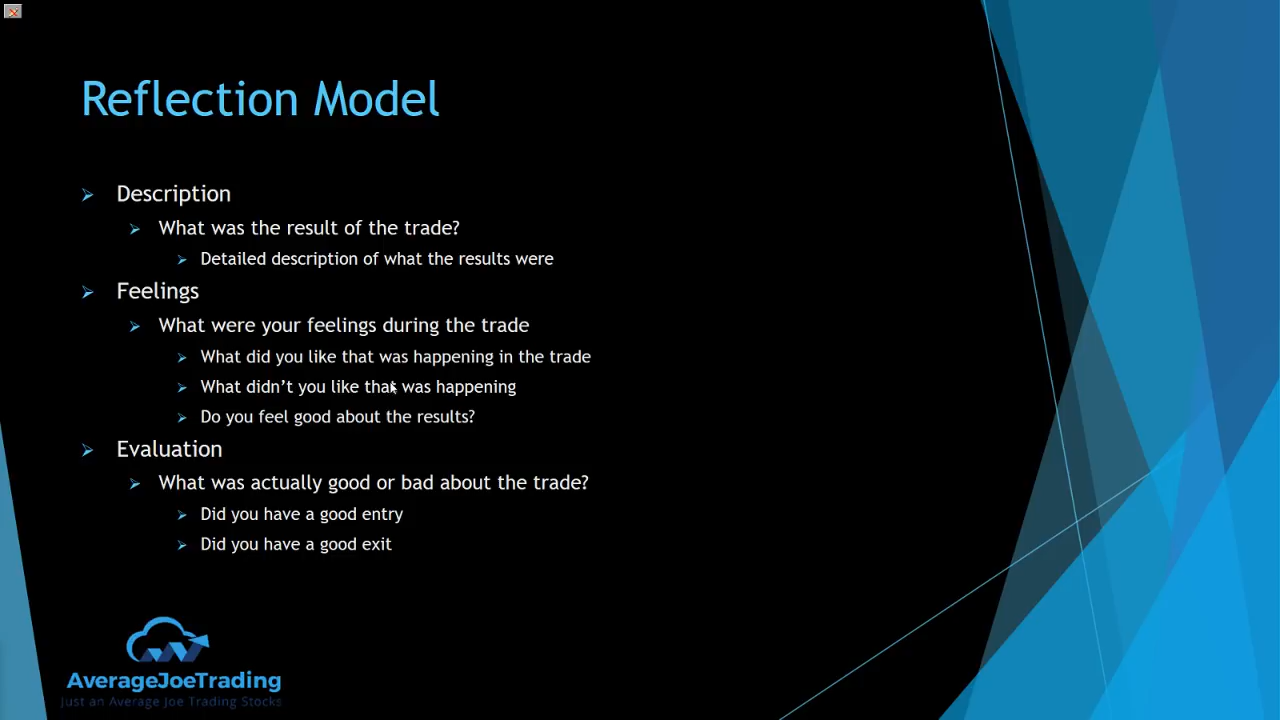 Reflection Model
Description
What was the result of the trade?
Detailed description of what the results were
Feelings
What were your feelings during the trade
What did you like that was happening in the trade
What didn’t you like that was happening
Do you feel good about the results?
Evaluation
What was actually good or bad about the trade?
Did you have a good entry
Did you have a good exit
AverageJoeTrading
Just an Average Joe Trading Stocks